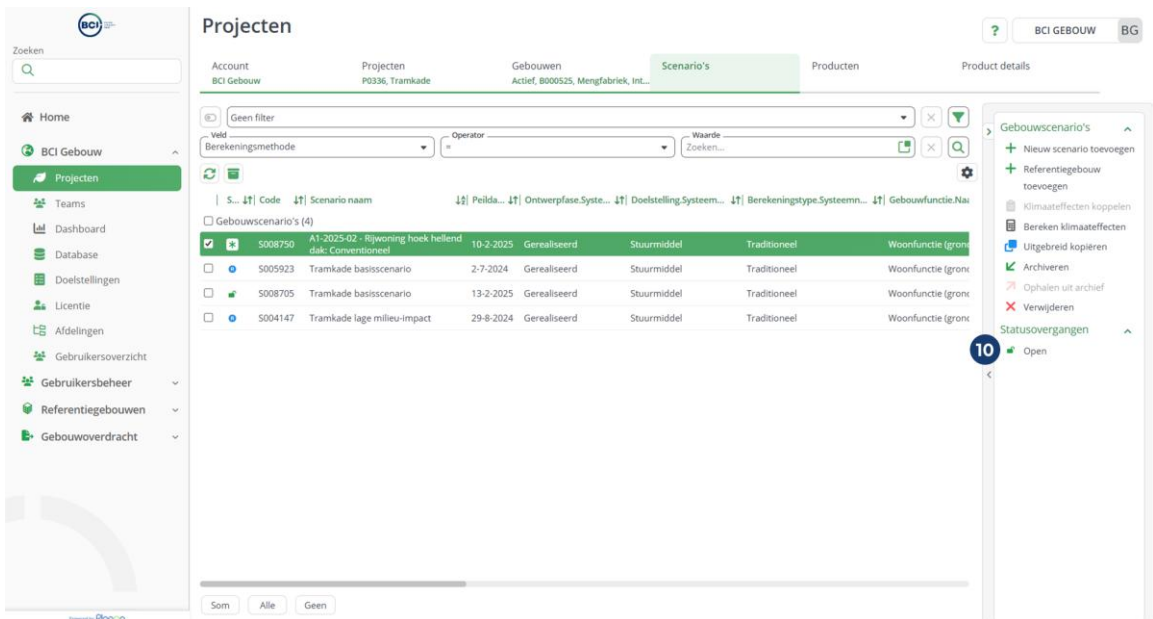 BCI
Projecten
?
BCI GEBOUW
BG
Zoeken
Account
BCI Gebouw
Projecten
P0336, Tramkade
Gebouwen
Actief, B000525, Mengfabriek, Int...
Scenario's
Producten
Product details
Home
BCI Gebouw
Projecten
Teams
Dashboard
Database
Doelstellingen
Licentie
Afdelingen
Gebruikersoverzicht
Gebruikersbeheer
Referentiegebouwen
Gebouwoverdracht
Geen filter
Veld
Berekeningsmethode
Operator
=
Waarde
Zoeken...
S... Code Scenario naam Peilda... Ontwerpfase.Syste... Doelstelling.Systeem... Berekeningstype.Systeemn... Gebouwfunctie.Naa
Gebouwscenario's (4)
S008750 A1-2025-02 - Rijwoning hoek hellend dak: Conventioneel 10-2-2025 Gerealiseerd Stuurmiddel Traditioneel Woonfunctie (grond
S005923 Tramkade basisscenario 2-7-2024 Gerealiseerd Stuurmiddel Traditioneel Woonfunctie (grond
S008705 Tramkade basisscenario 13-2-2025 Gerealiseerd Stuurmiddel Traditioneel Woonfunctie (grond
S004147 Tramkade lage milieu-impact 29-8-2024 Gerealiseerd Stuurmiddel Traditioneel Woonfunctie (grond
Som
Alle
Geen
Gebouwscenario's
Nieuw scenario toevoegen
Referentiegebouw
toevoegen
Klimaateffecten koppelen
Bereken klimaateffecten
Uitgebreid kopiëren
Archiveren
Ophalen uit archief
Verwijderen
Statusovergangen
10
Open